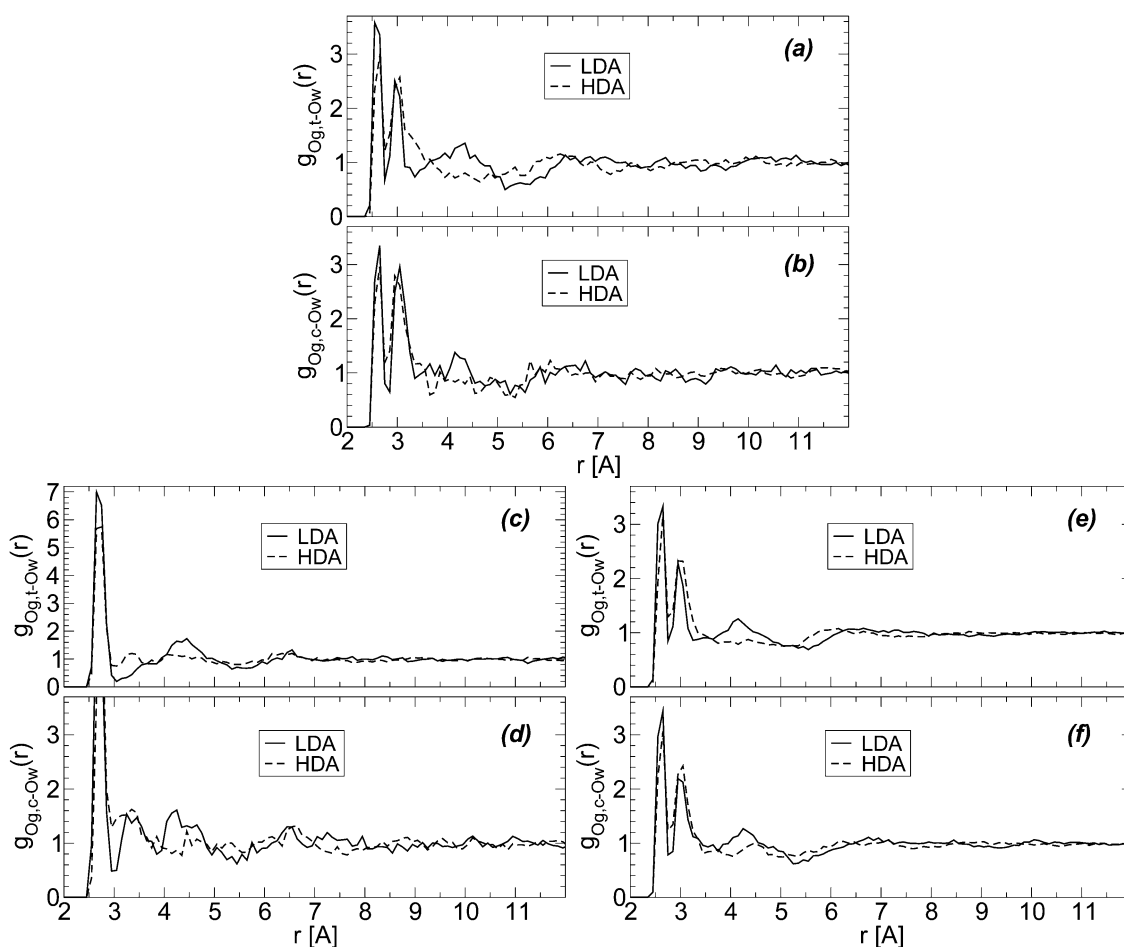 (a)
LDA
HDA
g_{Og,t-Ow}(r)
3
2
1
0
(b)
LDA
HDA
g_{Og,c-Ow}(r)
3
2
1
0
2 3 4 5 6 7 8 9 10 11
r [A]
(c)
LDA
HDA
g_{Og,t-Ow}(r)
7
6
5
4
3
2
1
0
(e)
LDA
HDA
g_{Og,t-Ow}(r)
3
2
1
0
(d)
LDA
HDA
g_{Og,c-Ow}(r)
3
2
1
0
2 3 4 5 6 7 8 9 10 11
r [A]
(f)
LDA
HDA
g_{Og,c-Ow}(r)
3
2
1
0
2 3 4 5 6 7 8 9 10 11
r [A]